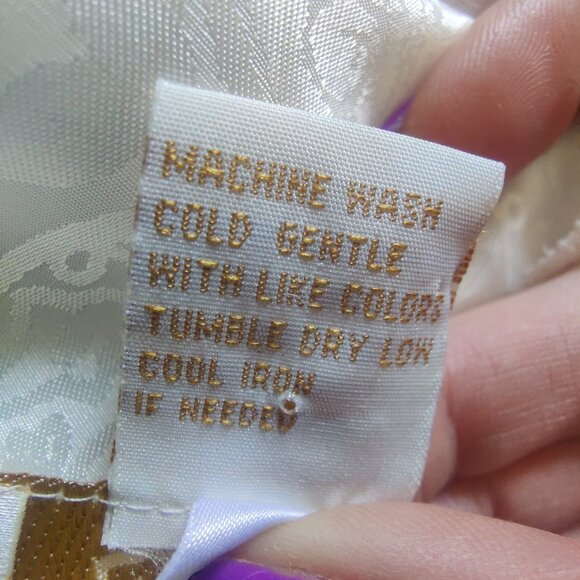 MACHINE WASH
COLD GENTLE
WITH LIKE COLORS
TUMBLE DRY LOW
COOL IRON
IF NEEDED